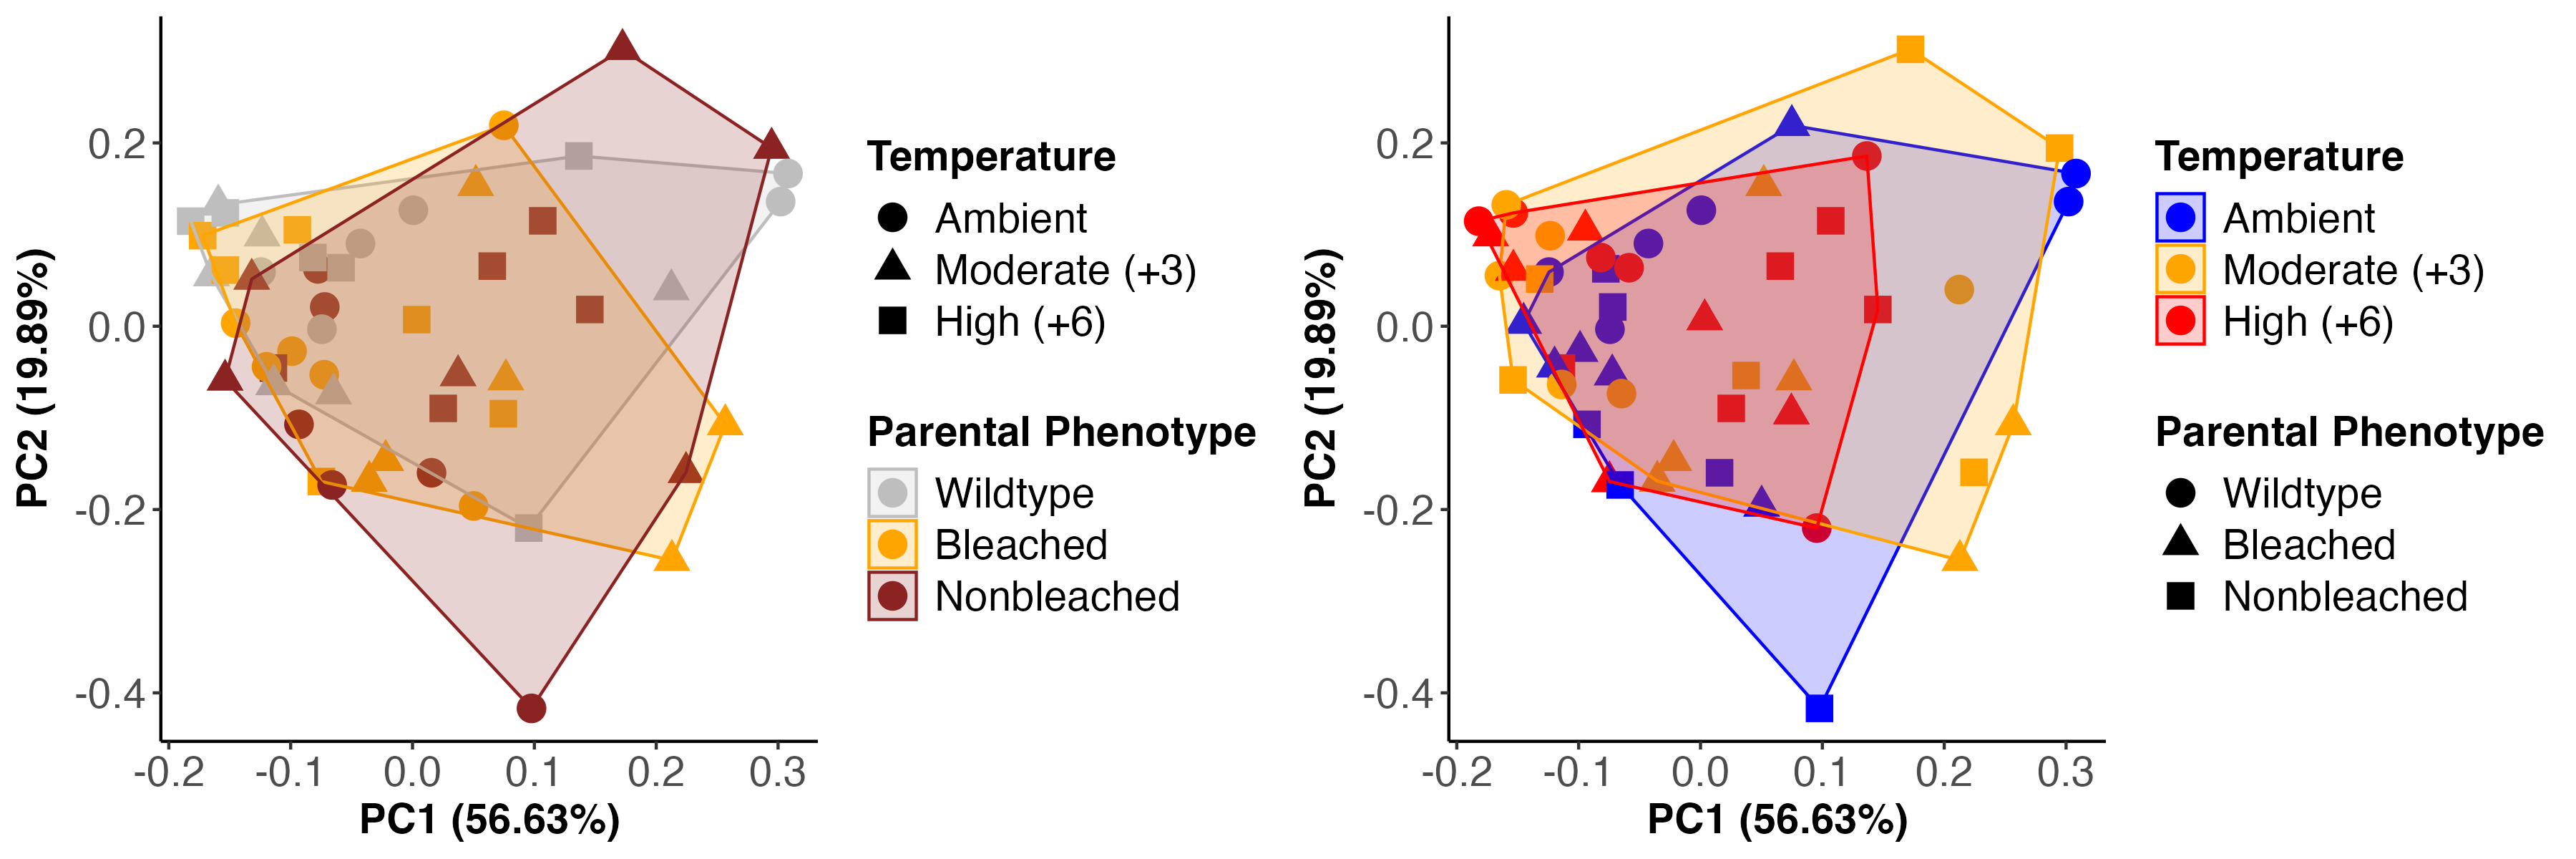 0.2
0.0
-0.2
-0.4
PC2 (19.89%)
-0.2 -0.1 0.0 0.1 0.2 0.3
PC1 (56.63%)
Temperature
Ambient
Moderate (+3)
High (+6)
Parental Phenotype
Wildtype
Bleached
Nonbleached
0.2
0.0
-0.2
-0.4
PC2 (19.89%)
-0.2 -0.1 0.0 0.1 0.2 0.3
PC1 (56.63%)
Temperature
Ambient
Moderate (+3)
High (+6)
Parental Phenotype
Wildtype
Bleached
Nonbleached